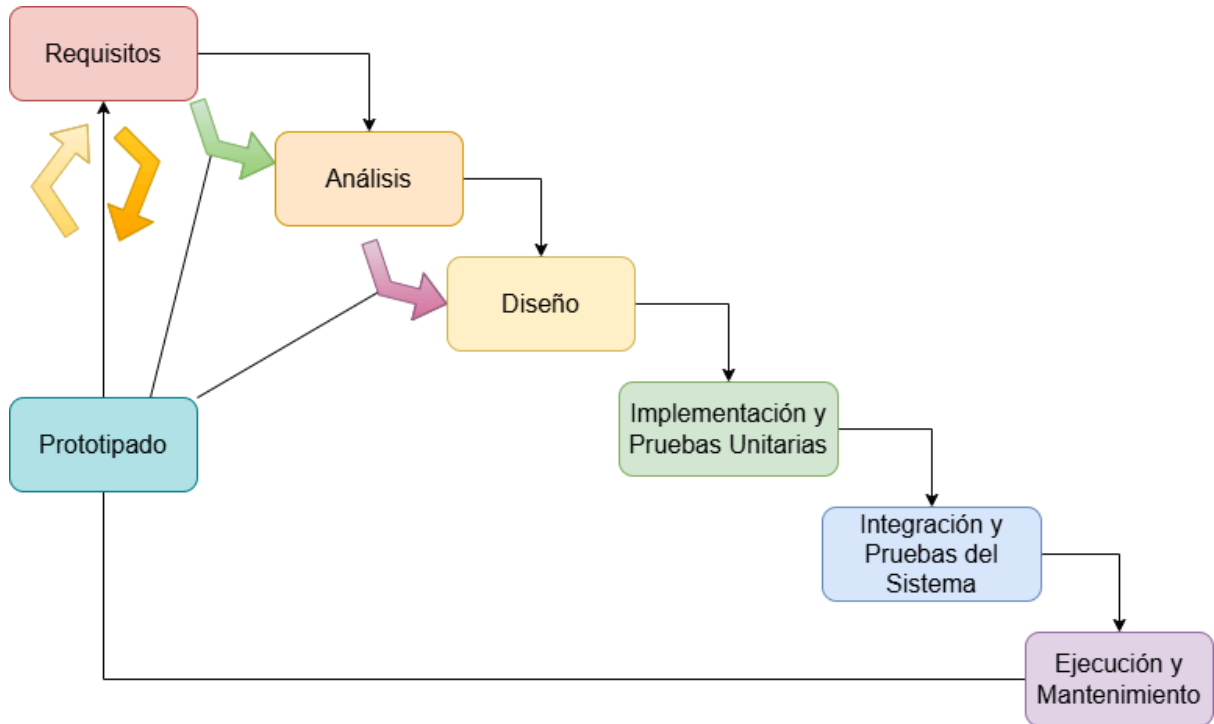 Requisitos
Análisis
Diseño
Prototipado
Implementación y
Pruebas Unitarias
Integración y
Pruebas del
Sistema
Ejecución y
Mantenimiento